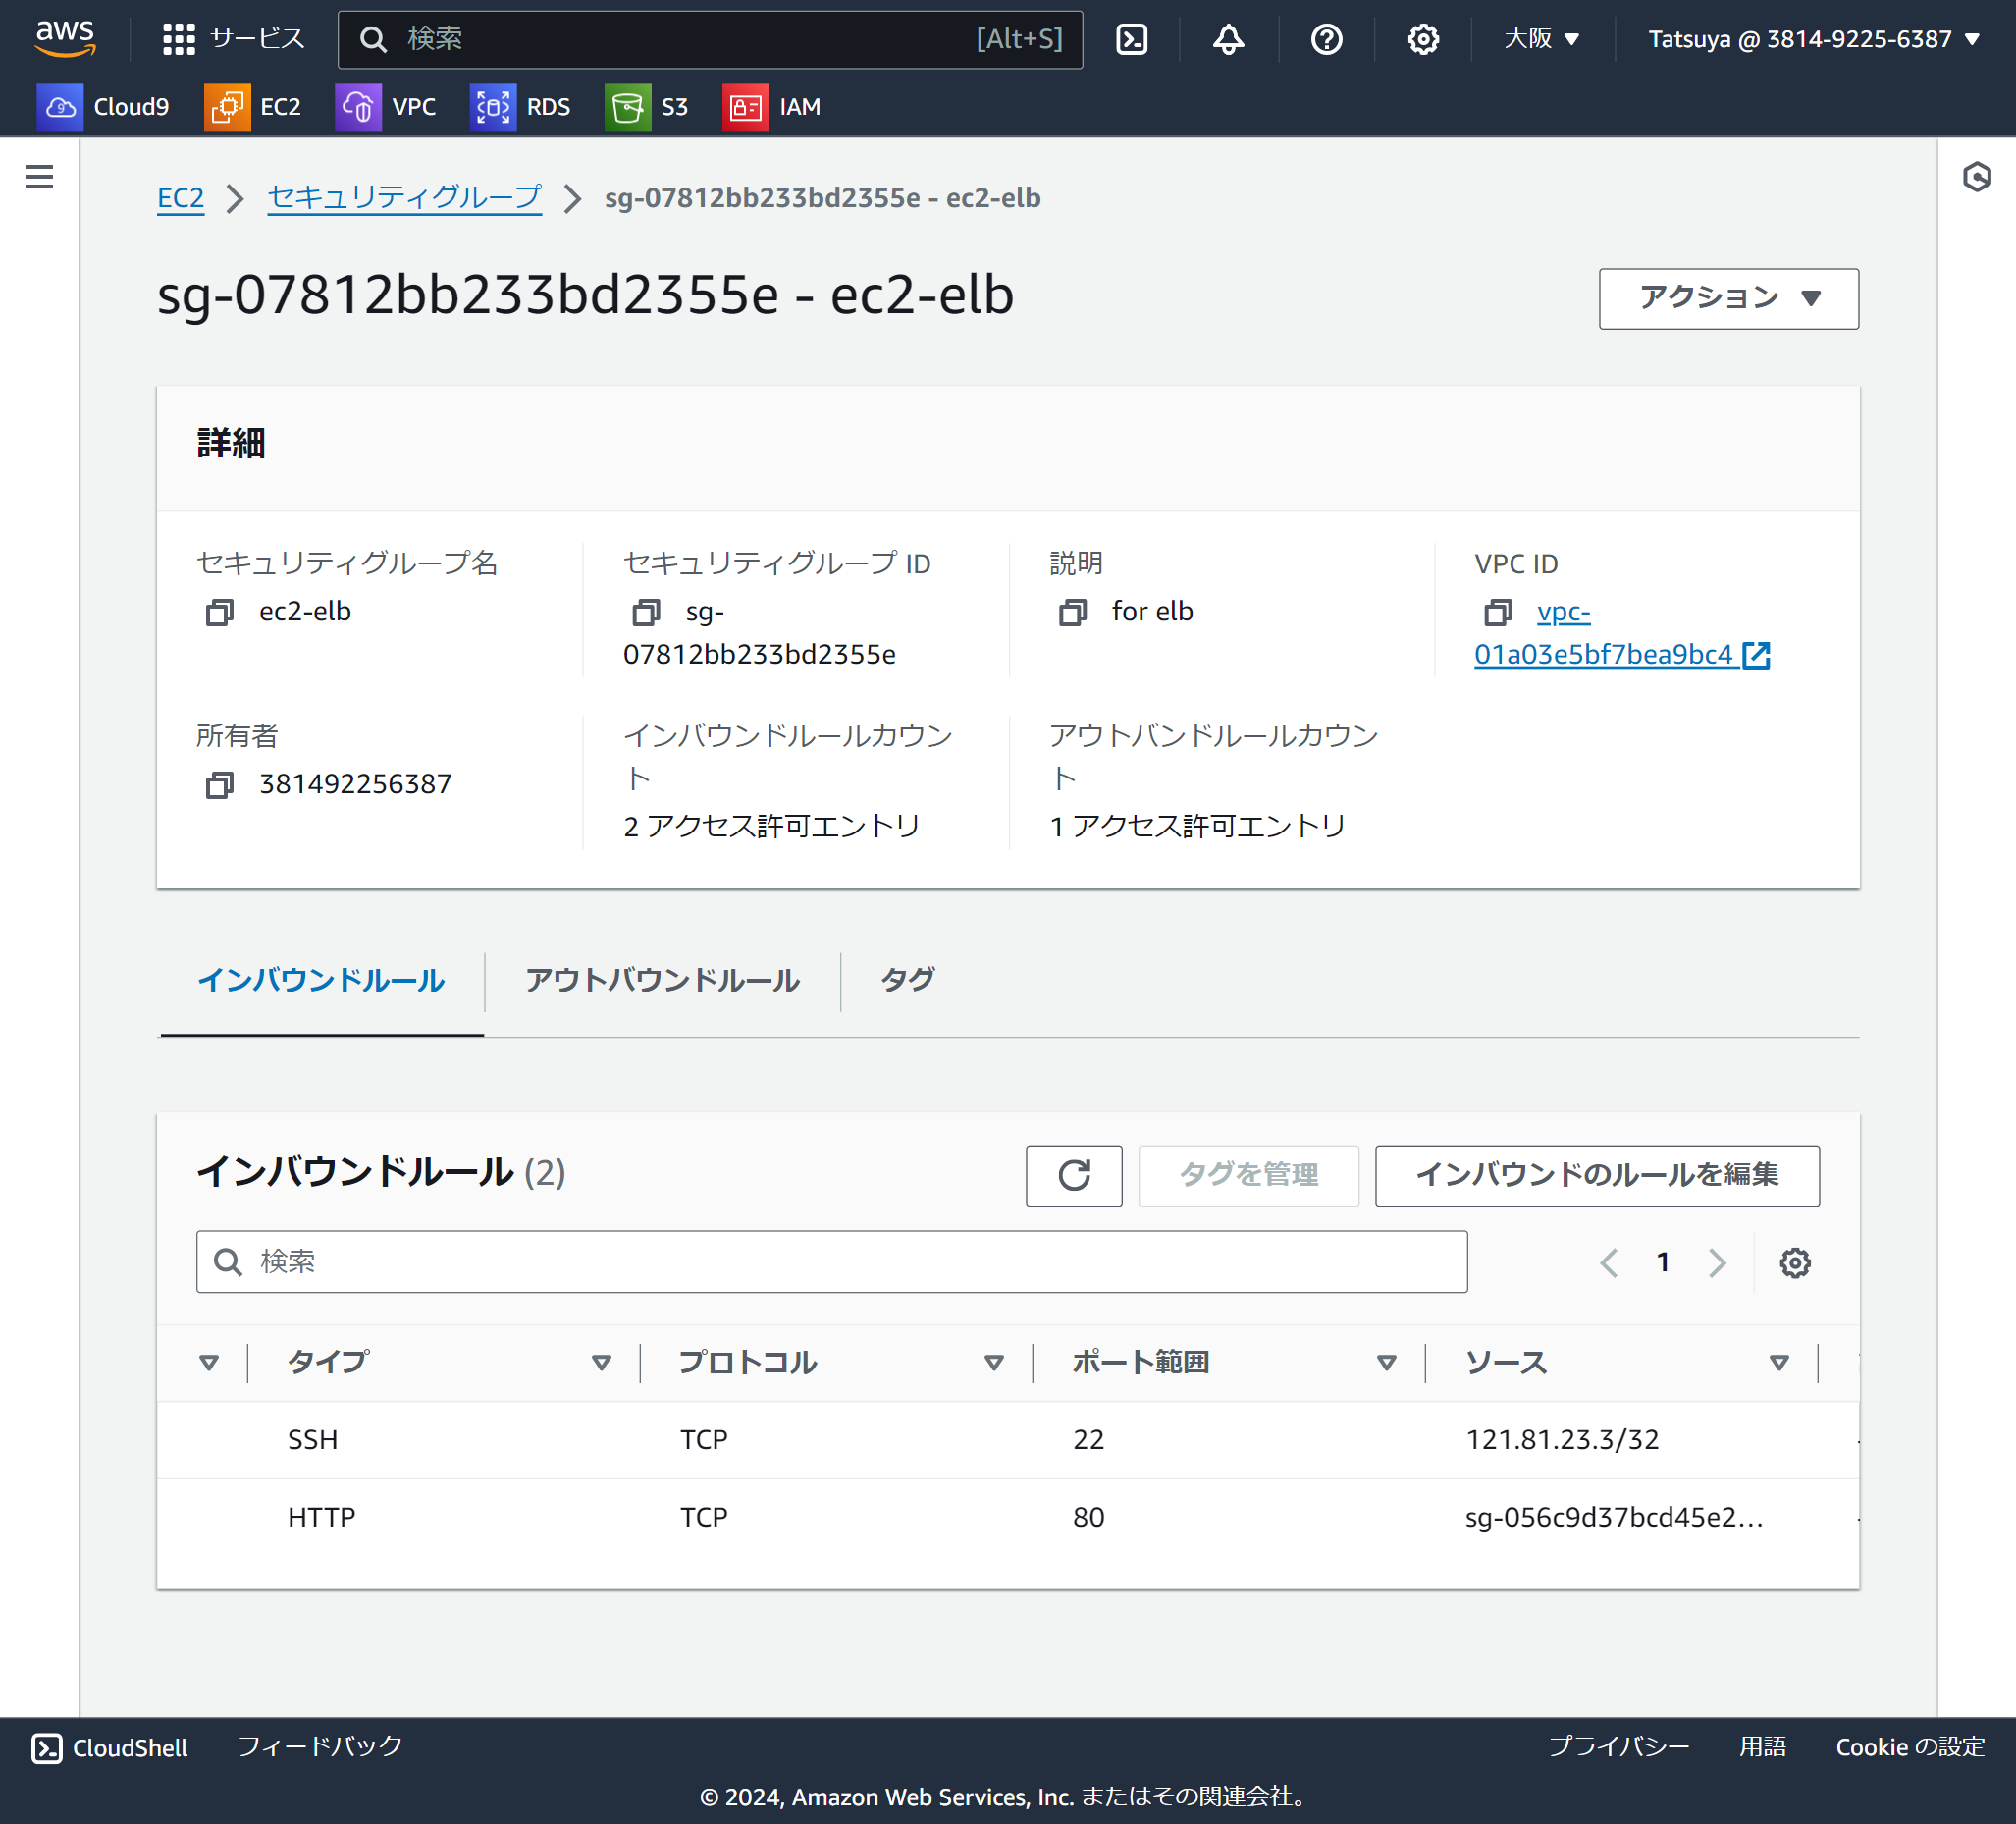 aws サービス 検索 [Alt+S] 大阪 Tatsuya @ 3814-9225-6387
Cloud9 EC2 VPC RDS S3 IAM
EC2 セキュリティグループ sg-07812bb233bd2355e - ec2-elb
sg-07812bb233bd2355e - ec2-elb アクション
詳細
セキュリティグループ名
ec2-elb
セキュリティグループ ID
sg-
07812bb233bd2355e
説明
for elb
VPC ID
vpc-
01a03e5bf7bea9bc4
所有者
381492256387
インバウンドルールカウン
ト
2 アクセス許可エントリ
アウトバンドルールカウン
ト
1 アクセス許可エントリ
インバウンドルール アウトバウンドルール タグ
インバウンドルール (2) タグを管理 インバウンドのルールを編集
検索 1
タイプ プロトコル ポート範囲 ソース
SSH TCP 22 121.81.23.3/32
HTTP TCP 80 sg-056c9d37bcd45e2...
CloudShell フィードバック プライバシー 用語 Cookie の設定
© 2024, Amazon Web Services, Inc. またはその関連会社。